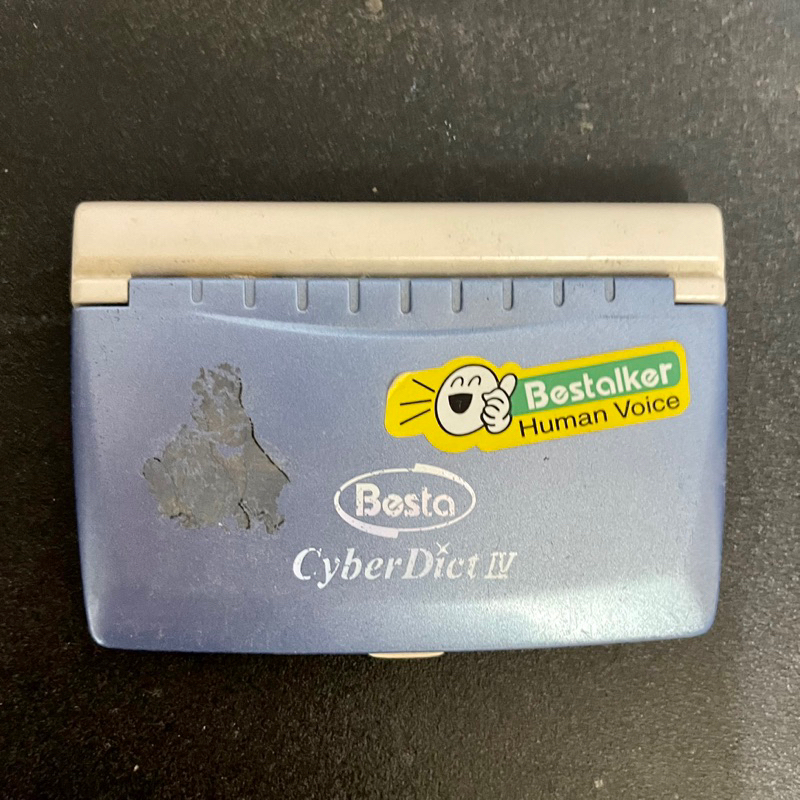 Bestalker
Human Voice
Besta
CyberDict IV